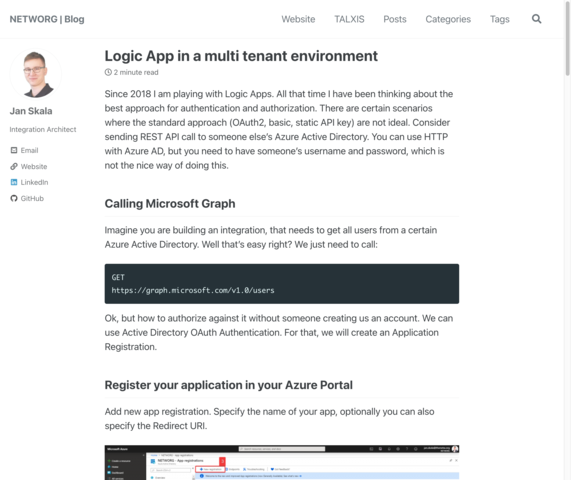 NETWORG | Blog
Website
TALXIS
Posts
Categories
Tags
Jan Skala
Integration Architect
Email
Website
LinkedIn
GitHub
Logic App in a multi tenant environment
2 minute read
Since 2018 I am playing with Logic Apps. All that time I have been thinking about the
best approach for authentication and authorization. There are certain scenarios
where the standard approach (OAuth2, basic, static API key) are not ideal. Consider
sending REST API call to someone else's Azure Active Directory. You can use HTTP
with Azure AD, but you need to have someone's username and password, which is
not the nice way of doing this.
Calling Microsoft Graph
Imagine you are building an integration, that needs to get all users from a certain
Azure Active Directory. Well that's easy right? We just need to call:
GET
https://graph.microsoft.com/v1.0/users
Ok, but how to authorize against it without someone creating us an account. We can
use Active Directory OAuth Authentication. For that, we will create an Application
Registration.
Register your application in your Azure Portal
Add new app registration. Specify the name of your app, optionally you can also
specify the Redirect URI.